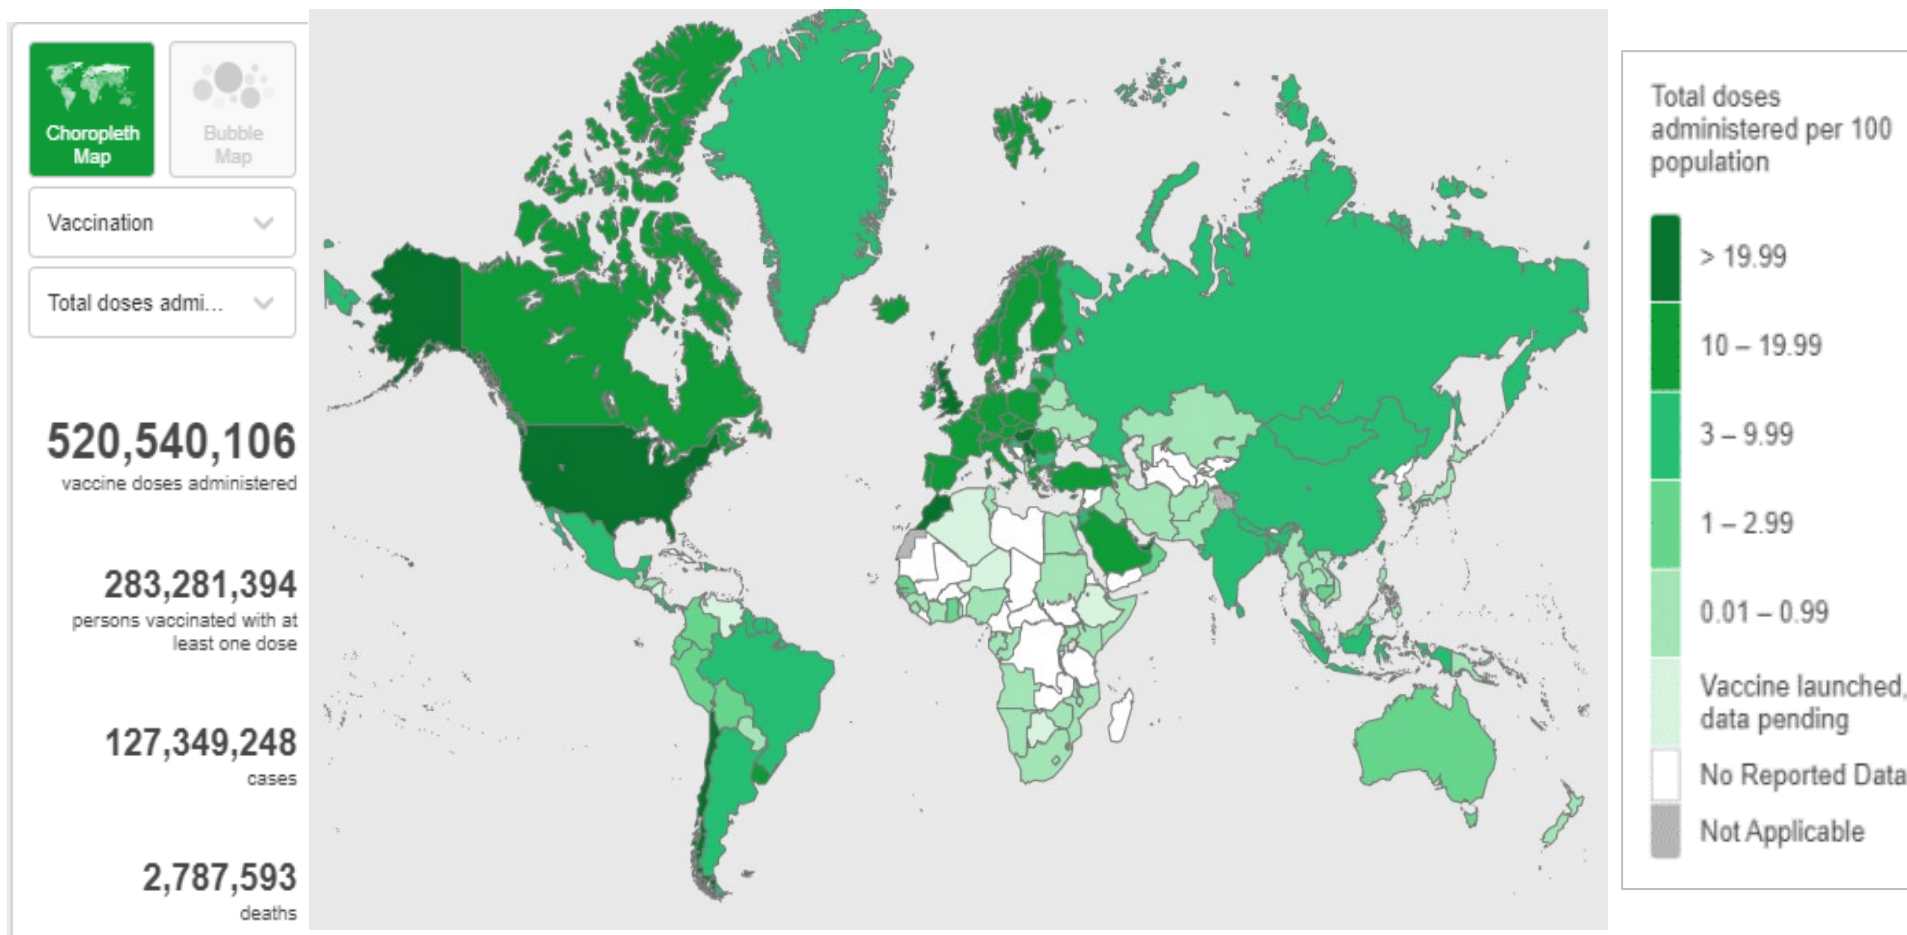 Choropleth
Map
Bubble
Map
Vaccination
Total doses admi...
520,540,106
vaccine doses administered
283,281,394
persons vaccinated with at
least one dose
127,349,248
cases
2,787,593
deaths
Total doses
administered per 100
population
> 19.99
10 – 19.99
3 – 9.99
1 – 2.99
0.01 – 0.99
Vaccine launched,
data pending
No Reported Data
Not Applicable